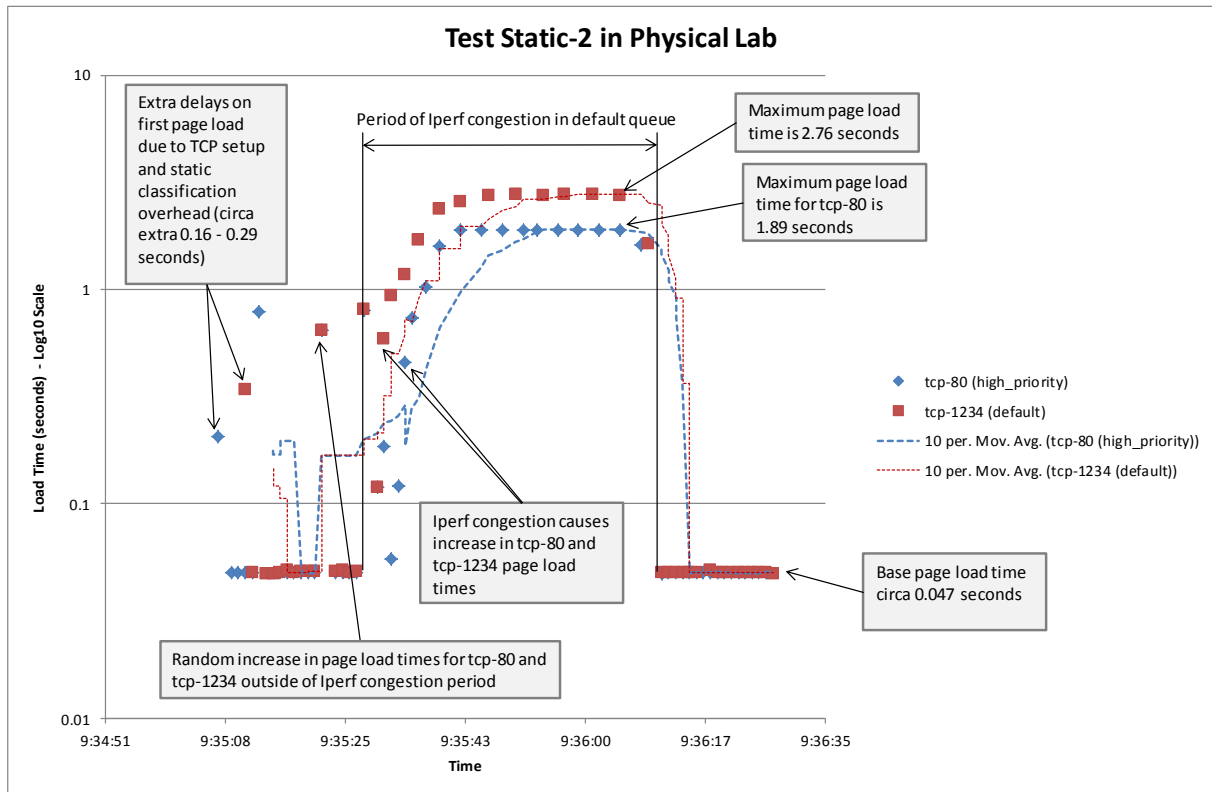 Test Static-2 in Physical Lab
10
1
0.1
0.01
Load Time (seconds) - Log10 Scale
Extra delays on
first page load
due to TCP setup
and static
classification
overhead (circa
extra 0.16 - 0.29
seconds)
Period of Iperf congestion in default queue
Maximum page load
time is 2.76 seconds
Maximum page load
time for tcp-80 is
1.89 seconds
tcp-80 (high_priority)
tcp-1234 (default)
10 per. Mov. Avg. (tcp-80 (high_priority))
10 per. Mov. Avg. (tcp-1234 (default))
Iperf congestion causes
increase in tcp-80 and
tcp-1234 page load
times
Base page load time
circa 0.047 seconds
Random increase in page load times for tcp-80 and
tcp-1234 outside of Iperf congestion period
9:34:51 9:35:08 9:35:25 9:35:43 9:36:00 9:36:17 9:36:35
Time